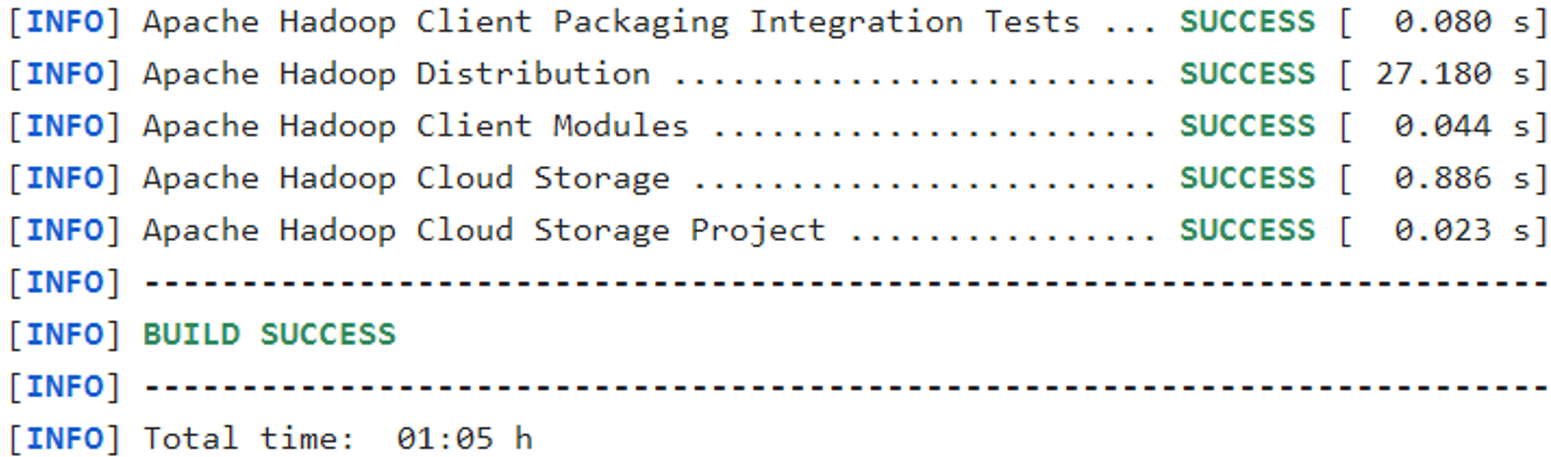 [INFO] Apache Hadoop Client Packaging Integration Tests ... SUCCESS [  0.080 s]
[INFO] Apache Hadoop Distribution ......................... SUCCESS [ 27.180 s]
[INFO] Apache Hadoop Client Modules ....................... SUCCESS [  0.044 s]
[INFO] Apache Hadoop Cloud Storage ........................ SUCCESS [  0.886 s]
[INFO] Apache Hadoop Cloud Storage Project ................ SUCCESS [  0.023 s]
[INFO] ------------------------------------------------------------------------
[INFO] BUILD SUCCESS
[INFO] ------------------------------------------------------------------------
[INFO] Total time:  01:05 h